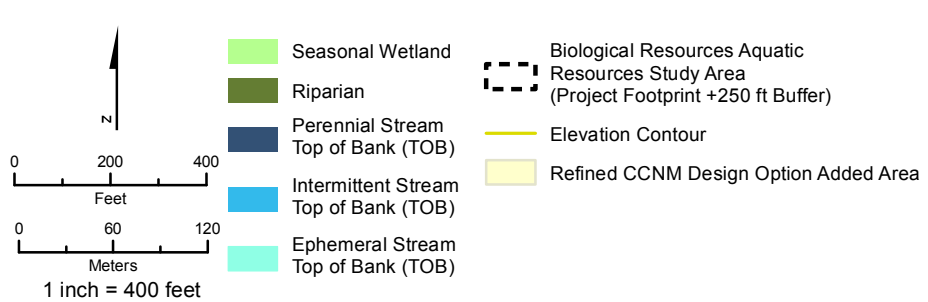 N
0 200 400
Feet
0 60 120
Meters
1 inch = 400 feet
Seasonal Wetland
Riparian
Perennial Stream
Top of Bank (TOB)
Intermittent Stream
Top of Bank (TOB)
Ephemeral Stream
Top of Bank (TOB)
Biological Resources Aquatic
Resources Study Area
(Project Footprint +250 ft Buffer)
Elevation Contour
Refined CCNM Design Option Added Area